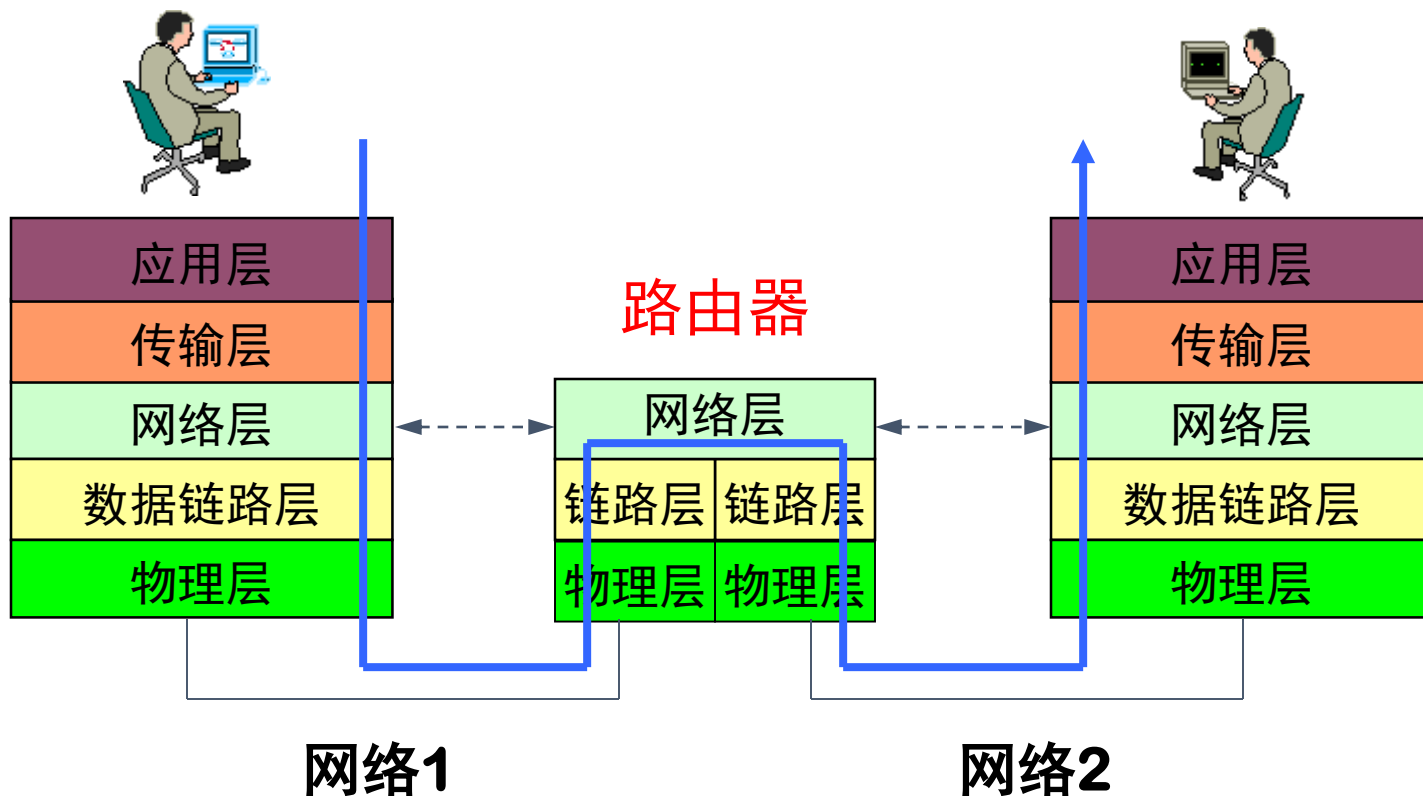 应用层
传输层
网络层
数据链路层
物理层
路由器
网络层
链路层 链路层
物理层 物理层
应用层
传输层
网络层
数据链路层
物理层
网络1
网络2